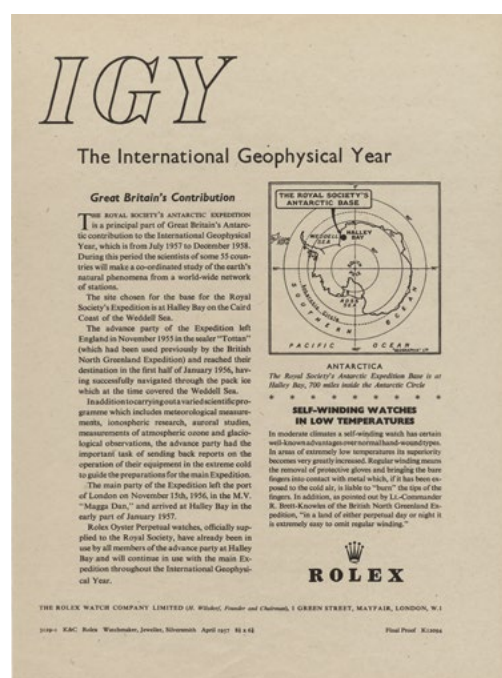 IGY
The International Geophysical Year
Great Britain's Contribution
THE ROYAL SOCIETY'S ANTARCTIC EXPEDITION
is a principal part of Great Britain's Antarc-
tic contribution to the International Geophysical
Year, which is from July 1957 to December 1958.
During this period the scientists of some 55 coun-
tries will make a co-ordinated study of the earth's
natural phenomena from a world-wide network
of stations.
The site chosen for the base for the Royal
Society's Expedition is at Halley Bay on the Caird
Coast of the Weddell Sea.
The advance party of the Expedition left
England in November 1955 in the sealer "Tottan"
(which had been used previously by the British
North Greenland Expedition) and reached their
destination in the first half of January 1956, hav-
ing successfully navigated through the pack ice
which at the time covered the Weddell Sea.
In addition to carrying out a varied scientific pro-
gramme which includes meteorological measure-
ments, ionospheric research, auroral studies,
measurements of atmospheric ozone and glacio-
logical observations, the advance party had the
important task of sending back reports on the
operation of their equipment in the extreme cold
to guide the preparations for the main Expedition.
The main party of the Expedition left the port
of London on November 15th, 1956, in the M.V.
"Magga Dan," and arrived at Halley Bay in the
early part of January 1957.
Rolex Oyster Perpetual watches, officially sup-
plied to the Royal Society, have already been in
use by all members of the advance party at Halley
Bay and will continue in use with the main Ex-
pedition throughout the International Geophysi-
cal Year.
THE ROYAL SOCIETY'S
ANTARCTIC BASE
WEDDELL
SEA
HALLEY
BAY
ROSS
SEA
Antarctic Circle
SOUTHERN OCEAN
PACIFIC OCEAN
ANTARCTICA
The Royal Society's Antarctic Expedition Base is at
Halley Bay, 700 miles inside the Antarctic Circle
* * * * * * * * *
SELF-WINDING WATCHES
IN LOW TEMPERATURES
In moderate climates a self-winding watch has certain
well-known advantages over normal hand-wound types.
In areas of extremely low temperatures its superiority
becomes very greatly increased. Regular winding means
the removal of protective gloves and bringing the bare
fingers into contact with metal which, if it has been ex-
posed to the cold air, is liable to "burn" the tips of the
fingers. In addition, as pointed out by Lt.-Commander
R. Brett-Knowles of the British North Greenland Ex-
pedition, "in a land of either perpetual day or night it
is extremely easy to omit regular winding."
ROLEX
THE ROLEX WATCH COMPANY LIMITED (H. Wilsdorf, Founder and Chairman), 1 GREEN STREET, MAYFAIR, LONDON, W.1
K&C Rolex Watchmaker, Jeweller, Silversmith April 1957
Final Proof